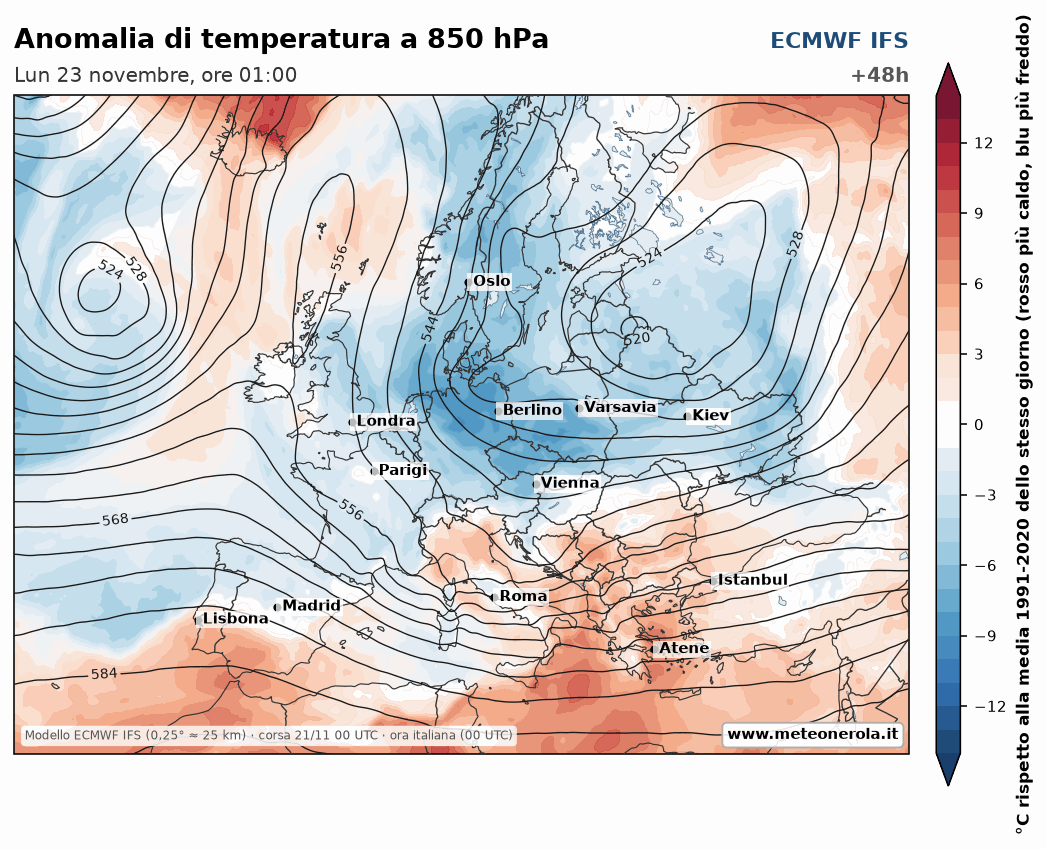 Anomalia di temperatura a 850 hPa
ECMWF IFS
Lun 23 novembre, ore 01:00
+48h
524
528
556
528
524
544
520
Oslo
Berlino
Varsavia
Kiev
Londra
Parigi
Vienna
556
568
Istanbul
Roma
Madrid
Lisbona
Atene
584
Modello ECMWF IFS (0,25° ≈ 25 km) · corsa 21/11 00 UTC · ora italiana (00 UTC)
www.meteonerola.it
12
9
6
3
0
−3
−6
−9
−12
°C rispetto alla media 1991-2020 dello stesso giorno (rosso più caldo, blu più freddo)